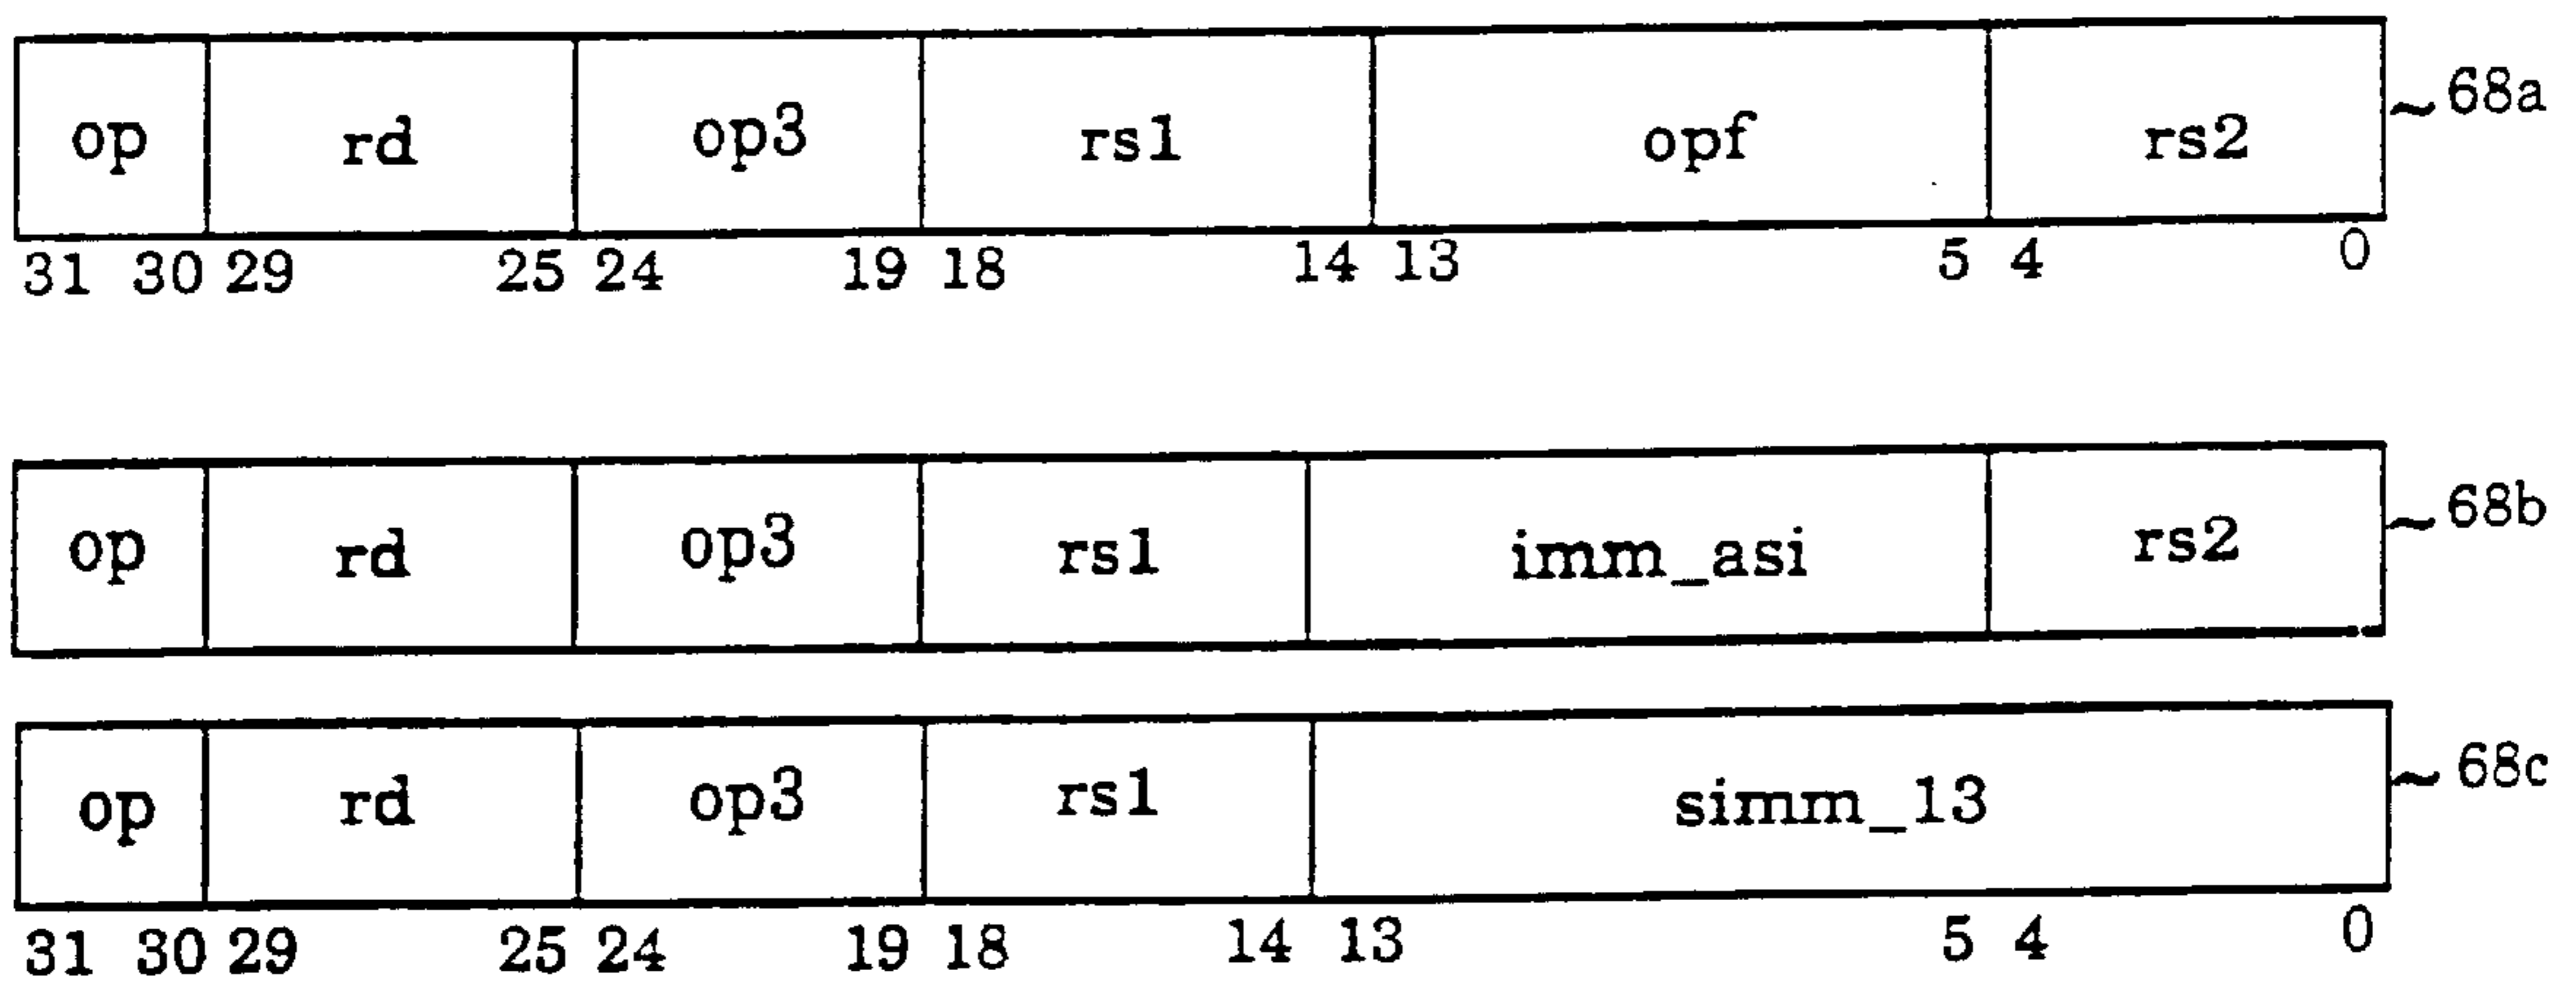 op rd op3 rs1 opf rs2 68a
31 30 29 25 24 19 18 14 13 5 4 0
op rd op3 rs1 imm_asi rs2 68b
op rd op3 rs1 simm_13 68c
31 30 29 25 24 19 18 14 13 5 4 0